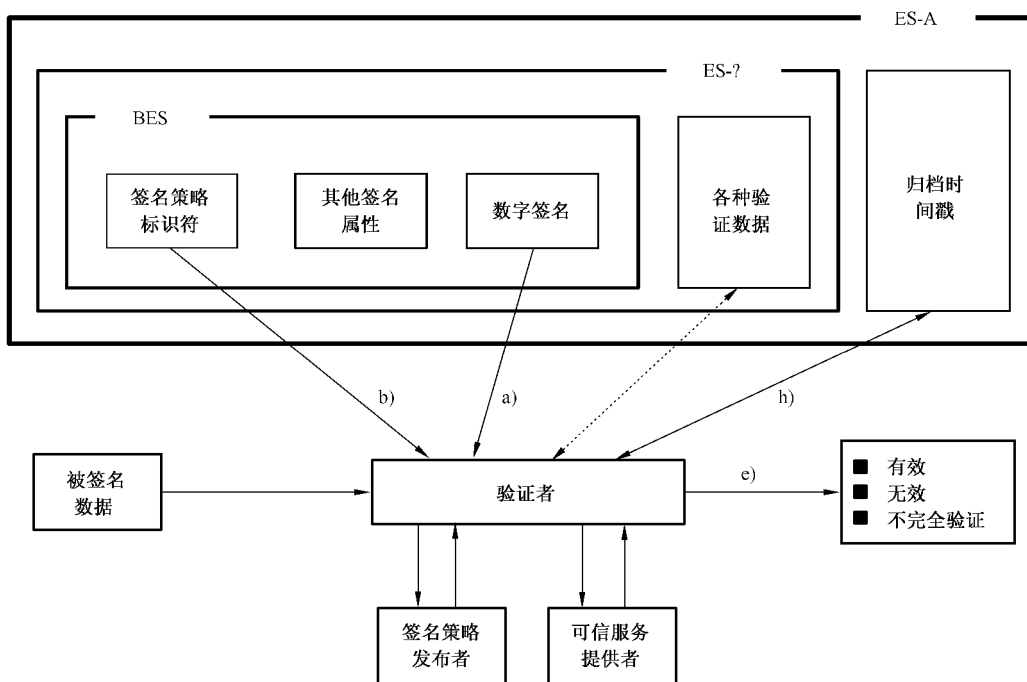 ES-A
ES-?
BES
签名策略
标识符
其他签名
属性
数字签名
各种验
证数据
归档时
间戳
b)
a)
h)
被签名
数据
验证者
e)
有效
无效
不完全验证
签名策略
发布者
可信服务
提供者